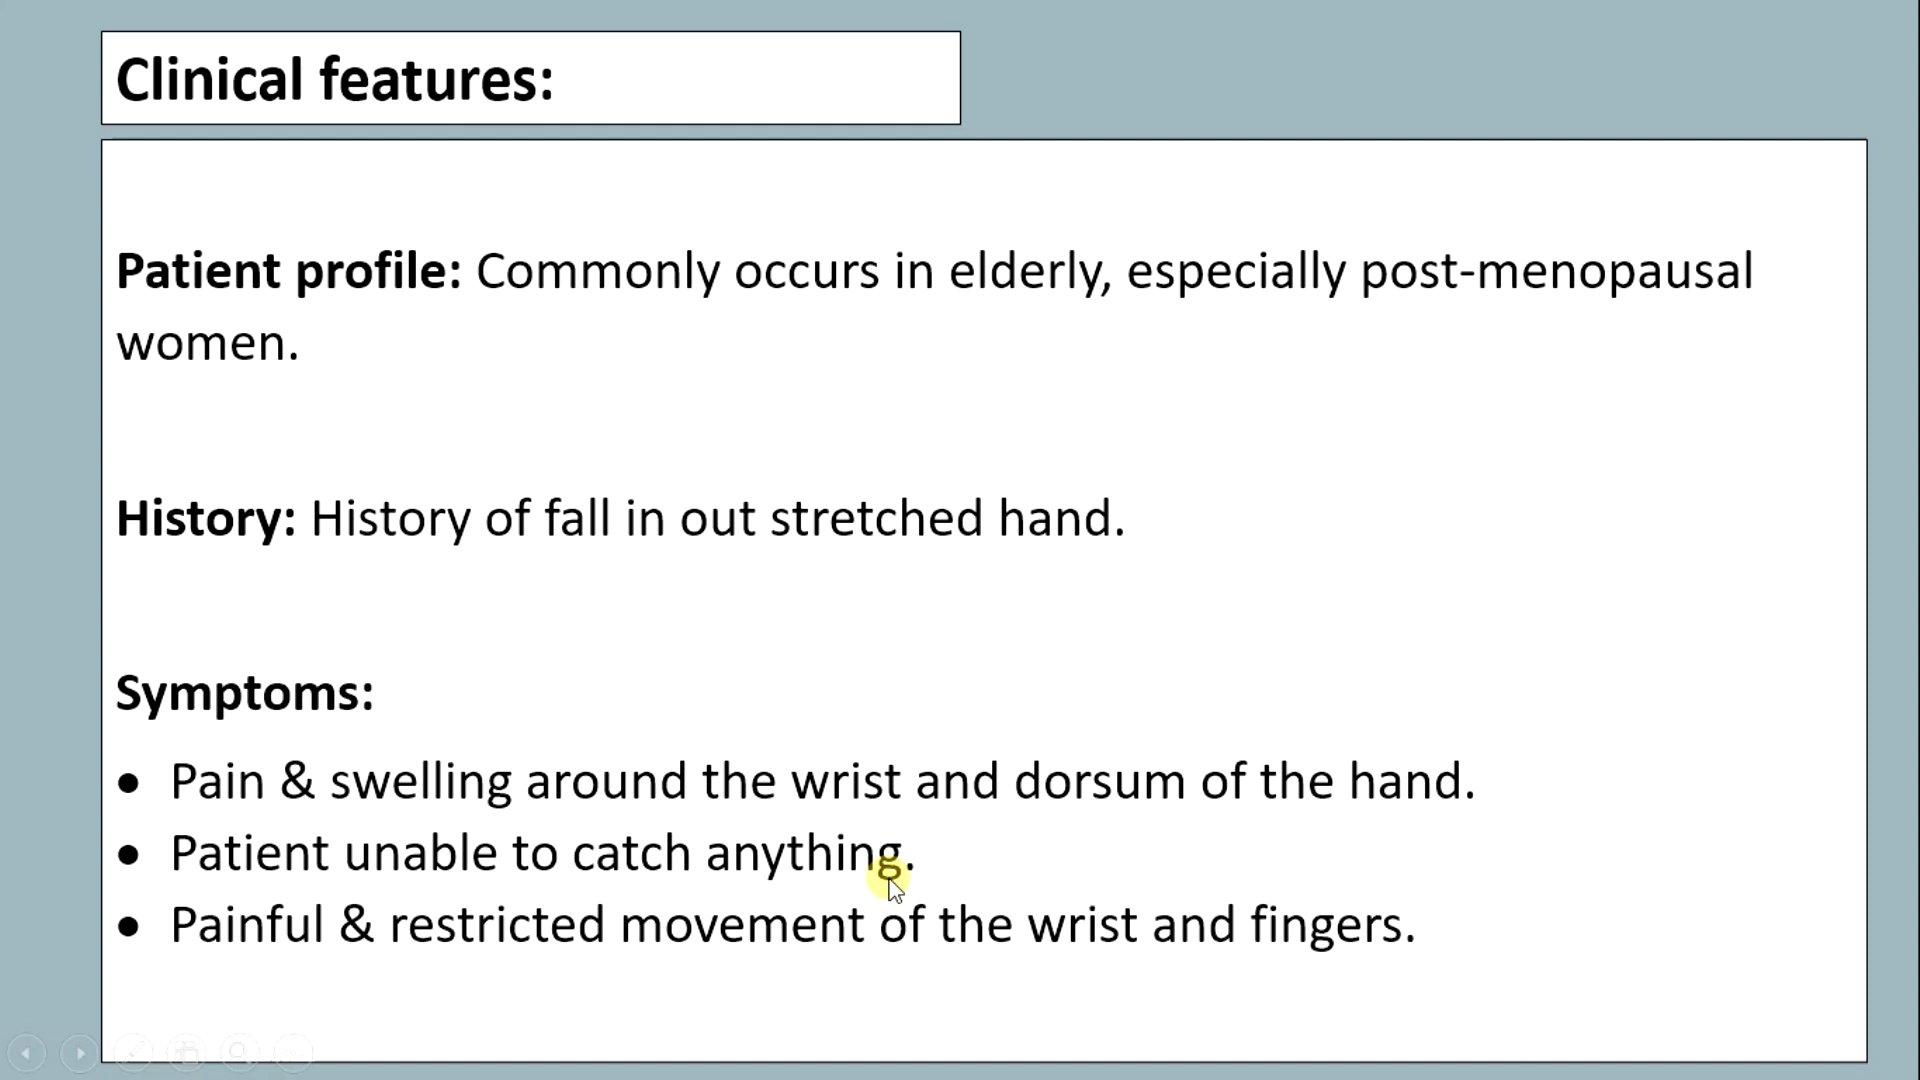 Clinical features:
Patient profile: Commonly occurs in elderly, especially post-menopausal
women.
History: History of fall in out stretched hand.
Symptoms:
• Pain & swelling around the wrist and dorsum of the hand.
• Patient unable to catch anything.
• Painful & restricted movement of the wrist and fingers.